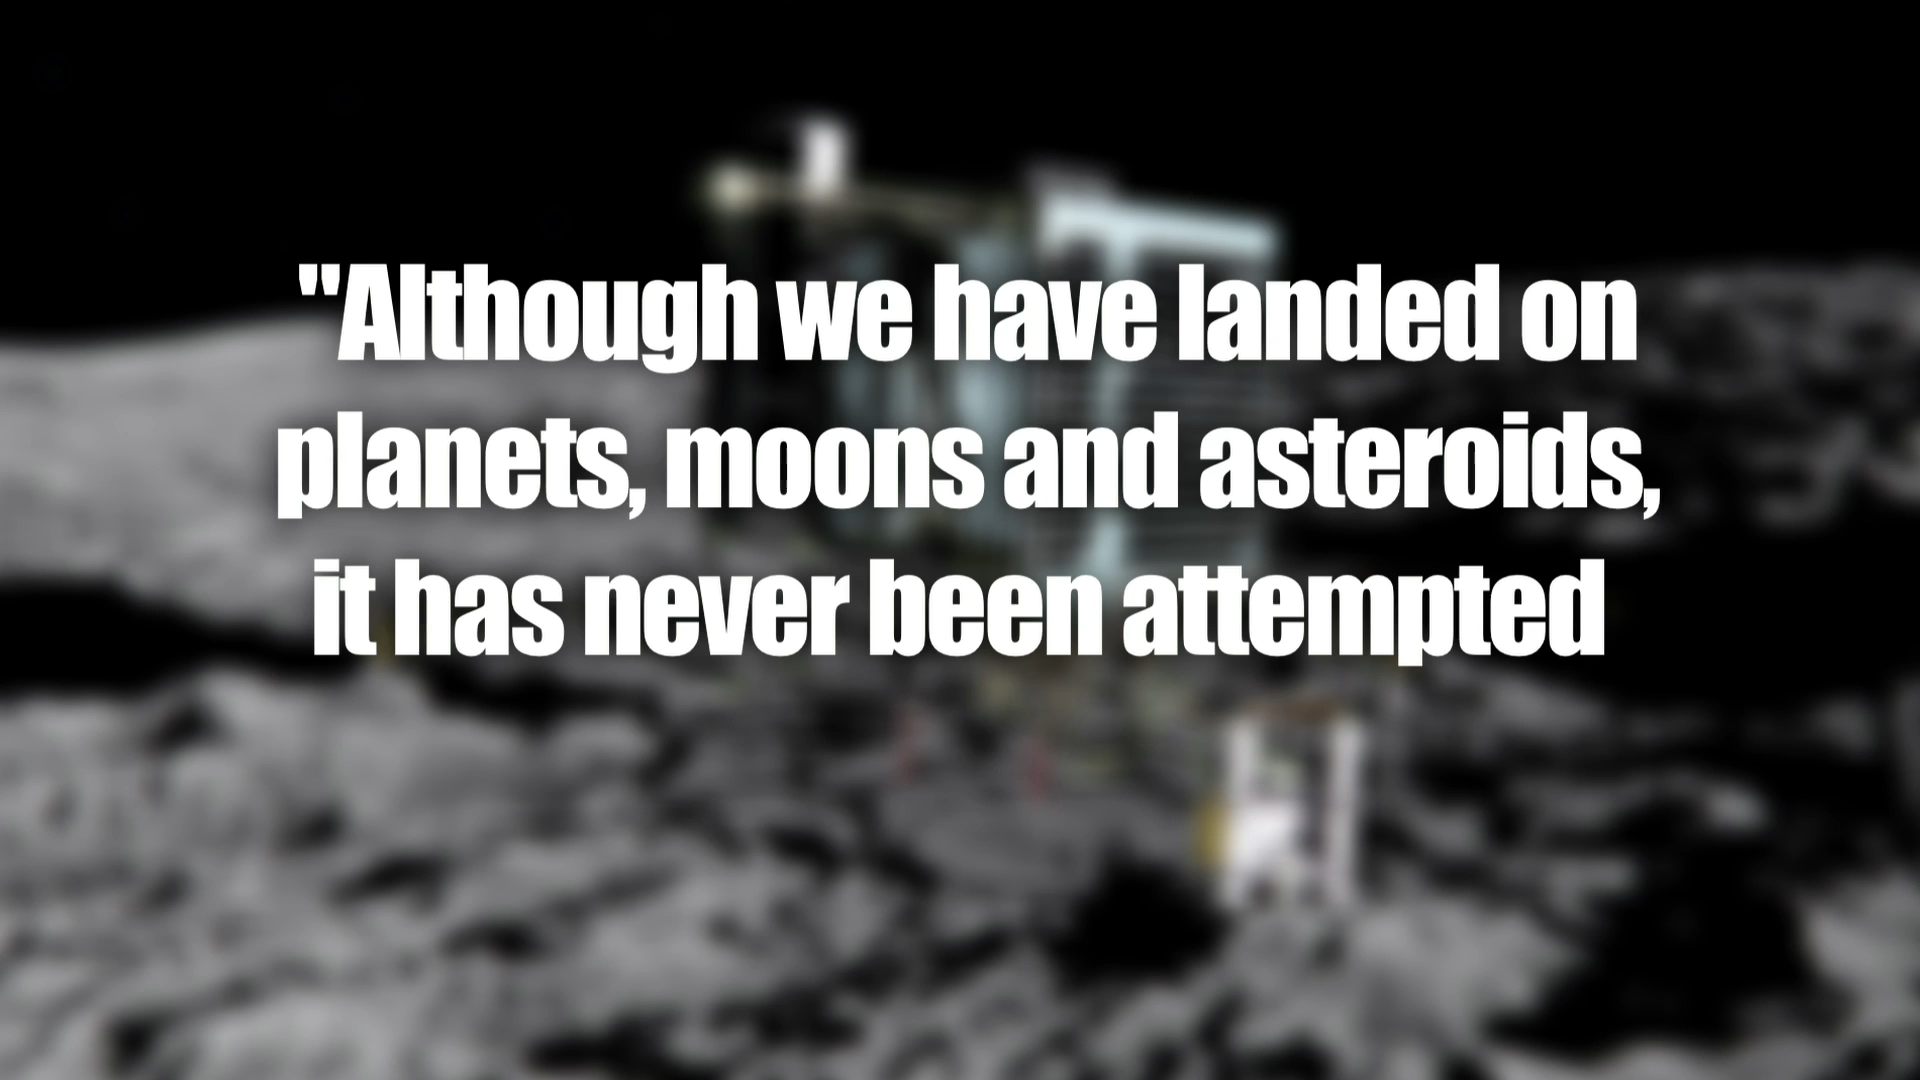 "Although we have landed on
planets, moons and asteroids,
it has never been attempted